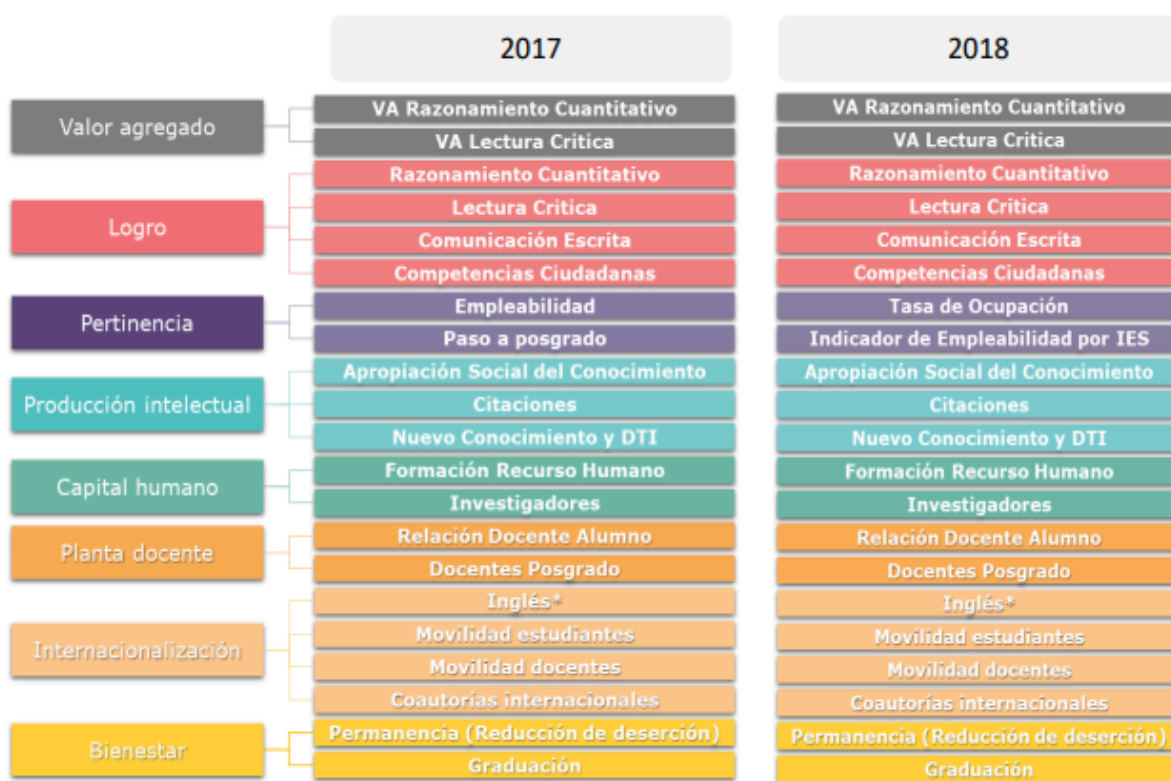 2017
2018
Valor agregado
VA Razonamiento Cuantitativo
VA Razonamiento Cuantitativo
VA Lectura Critica
VA Lectura Critica
Logro
Razonamiento Cuantitativo
Razonamiento Cuantitativo
Lectura Critica
Lectura Critica
Comunicación Escrita
Comunicación Escrita
Competencias Ciudadanas
Competencias Ciudadanas
Pertinencia
Empleabilidad
Tasa de Ocupación
Paso a posgrado
Indicador de Empleabilidad por IES
Producción intelectual
Apropiación Social del Conocimiento
Apropiación Social del Conocimiento
Citaciones
Citaciones
Nuevo Conocimiento y DTI
Nuevo Conocimiento y DTI
Capital humano
Formación Recurso Humano
Formación Recurso Humano
Investigadores
Investigadores
Planta docente
Relación Docente Alumno
Relación Docente Alumno
Docentes Posgrado
Docentes Posgrado
Internacionalización
Inglés*
Inglés*
Movilidad estudiantes
Movilidad estudiantes
Movilidad docentes
Movilidad docentes
Coautorías internacionales
Coautorías internacionales
Bienestar
Permanencia (Reducción de deserción)
Permanencia (Reducción de deserción)
Graduación
Graduación